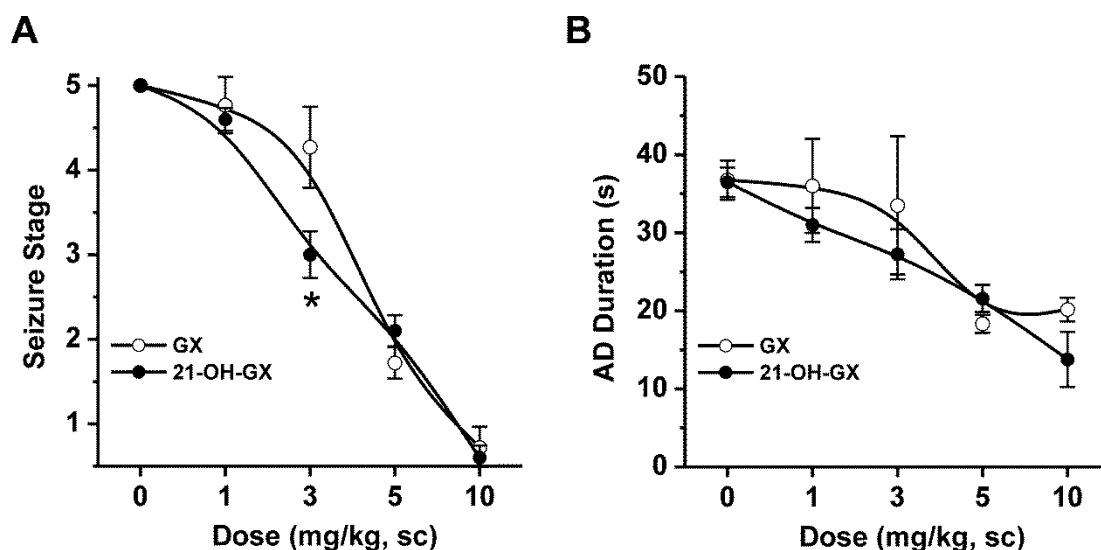 A
Seizure Stage
5
4
3
2
1
*
GX
21-OH-GX
0 1 3 5 10
Dose (mg/kg, sc)
B
AD Duration (s)
50
40
30
20
10
0
GX
21-OH-GX
0 1 3 5 10
Dose (mg/kg, sc)